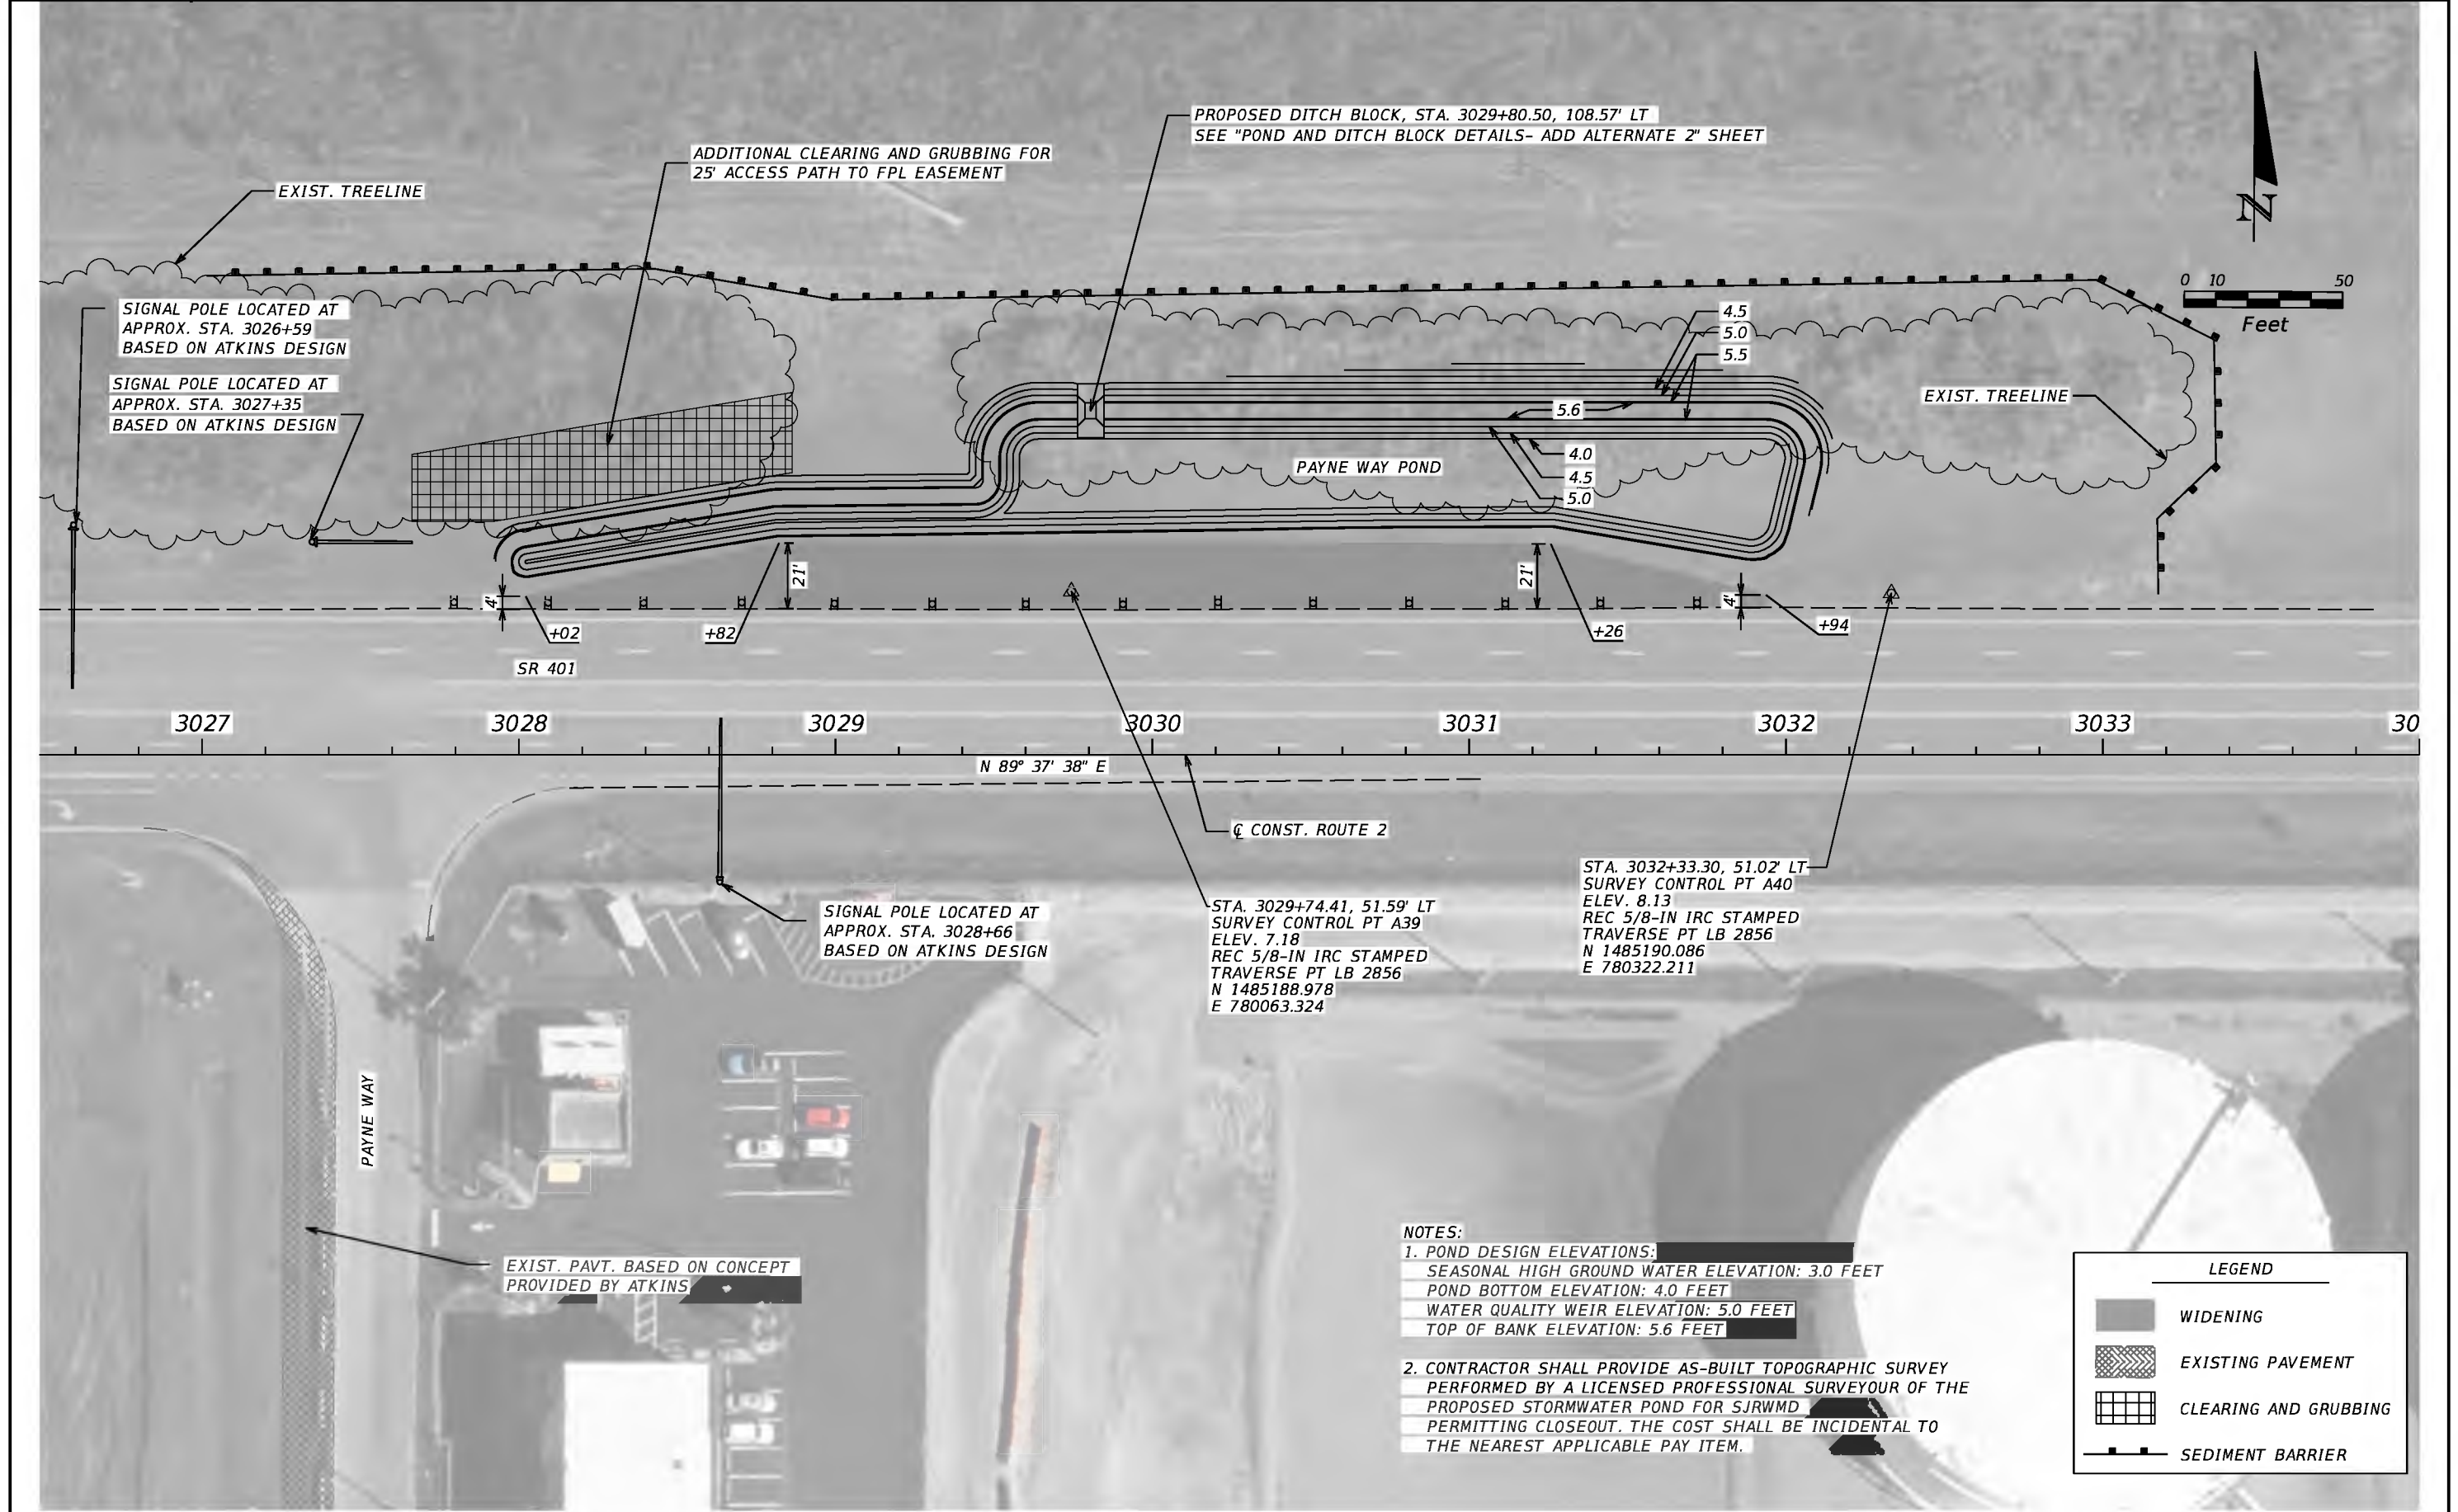 PROPOSED DITCH BLOCK, STA. 3029+80.50, 108.57' LT
SEE "POND AND DITCH BLOCK DETAILS- ADD ALTERNATE 2" SHEET
ADDITIONAL CLEARING AND GRUBBING FOR
25' ACCESS PATH TO FPL EASEMENT
EXIST. TREELINE
N
0 10 50
Feet
SIGNAL POLE LOCATED AT
APPROX. STA. 3026+59
BASED ON ATKINS DESIGN
SIGNAL POLE LOCATED AT
APPROX. STA. 3027+35
BASED ON ATKINS DESIGN
4.5
5.0
5.5
5.6
EXIST. TREELINE
4.0
4.5
5.0
PAYNE WAY POND
4'
21'
21'
4'
+02
+82
+26
+94
SR 401
3027 3028 3029 3030 3031 3032 3033 30
N 89° 37' 38" E
℄ CONST. ROUTE 2
SIGNAL POLE LOCATED AT
APPROX. STA. 3028+66
BASED ON ATKINS DESIGN
STA. 3029+74.41, 51.59' LT
SURVEY CONTROL PT A39
ELEV. 7.18
REC 5/8-IN IRC STAMPED
TRAVERSE PT LB 2856
N 1485188.978
E 780063.324
STA. 3032+33.30, 51.02' LT
SURVEY CONTROL PT A40
ELEV. 8.13
REC 5/8-IN IRC STAMPED
TRAVERSE PT LB 2856
N 1485190.086
E 780322.211
PAYNE WAY
EXIST. PAVT. BASED ON CONCEPT
PROVIDED BY ATKINS
NOTES:
1. POND DESIGN ELEVATIONS:
SEASONAL HIGH GROUND WATER ELEVATION: 3.0 FEET
POND BOTTOM ELEVATION: 4.0 FEET
WATER QUALITY WEIR ELEVATION: 5.0 FEET
TOP OF BANK ELEVATION: 5.6 FEET
2. CONTRACTOR SHALL PROVIDE AS-BUILT TOPOGRAPHIC SURVEY
PERFORMED BY A LICENSED PROFESSIONAL SURVEYOUR OF THE
PROPOSED STORMWATER POND FOR SJRWMD
PERMITTING CLOSEOUT. THE COST SHALL BE INCIDENTAL TO
THE NEAREST APPLICABLE PAY ITEM.
LEGEND
WIDENING
EXISTING PAVEMENT
CLEARING AND GRUBBING
SEDIMENT BARRIER